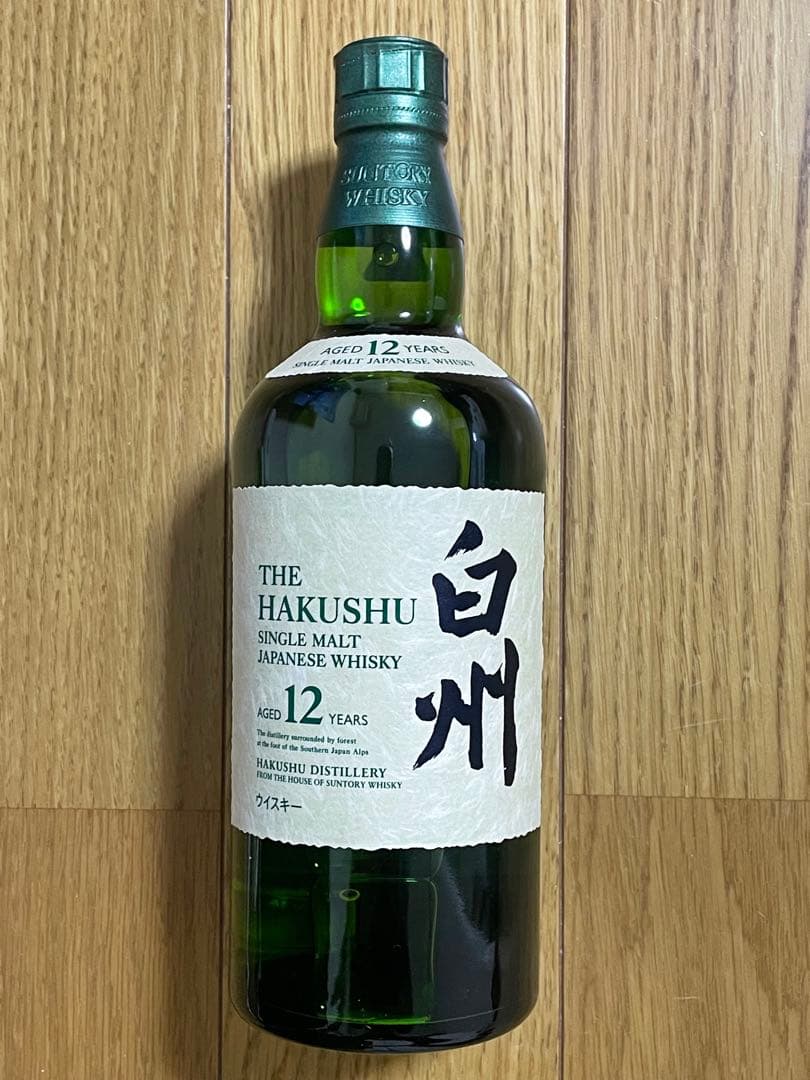 SUNTORY
WHISKY
AGED 12 YEARS
SINGLE MALT JAPANESE WHISKY
THE
HAKUSHU
SINGLE MALT
JAPANESE WHISKY
AGED 12 YEARS
The distillery surrounded by forest
at the foot of the Southern Japan Alps
HAKUSHU DISTILLERY
FROM THE HOUSE OF SUNTORY WHISKY
ウイスキー
白州